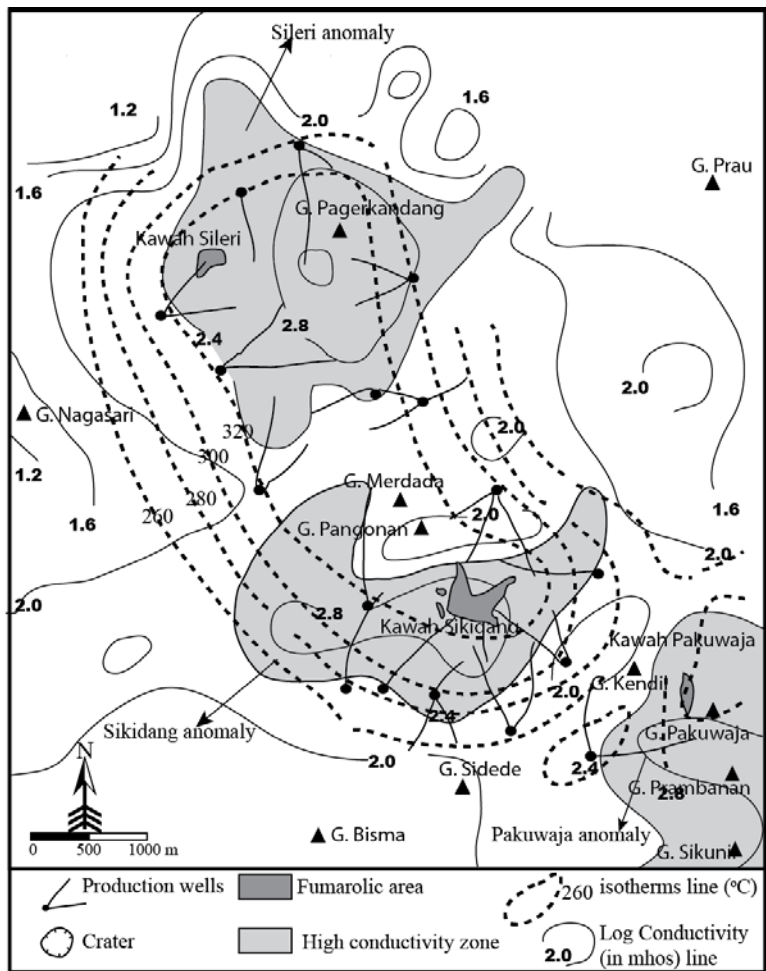 Sileri anomaly
1.2
2.0
1.6
G. Prau
1.6
G. Pagerkandang
Kawah Sileri
2.8
2.4
2.0
G. Nagasari
2.0
320
300
1.2
G. Merdada
280
260
1.6
2.0
G. Pangonan
1.6
2.0
2.0
2.8
Kawah Sikigang
Kawah Pakuwaja
G. Kendil
2.0
2.4
Sikidang anomaly
G. Pakuwaja
2.0
G. Sidede
2.4
G. Prambanan
2.8
N
G. Bisma
Pakuwaja anomaly
G. Sikunir
0 500 1000 m
Production wells
Fumarolic area
260 isotherms line (°C)
Crater
High conductivity zone
2.0
Log Conductivity
(in mhos) line